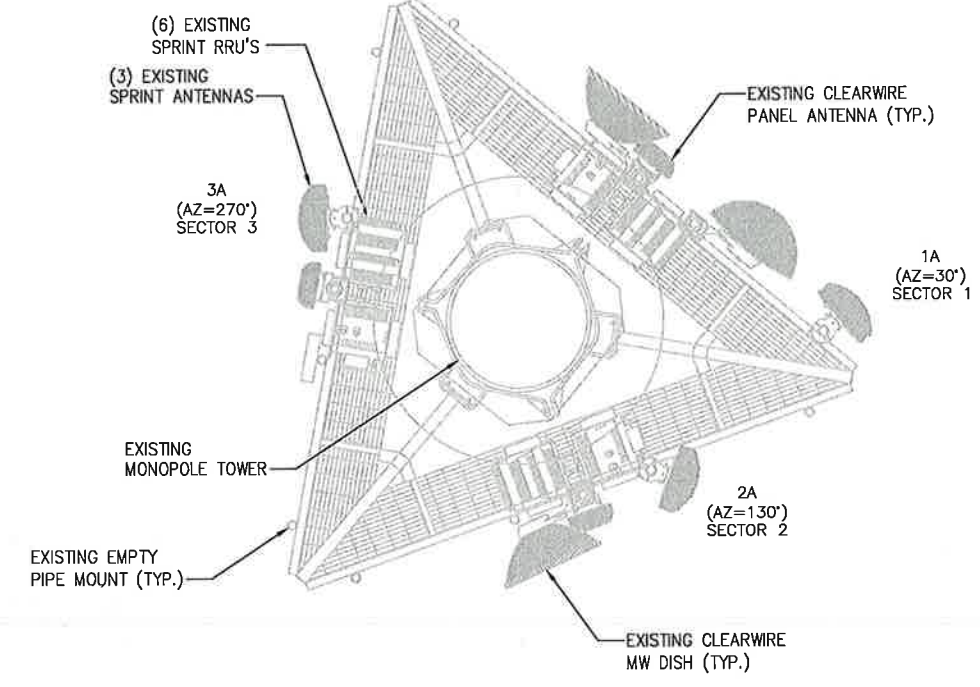 (6) EXISTING
SPRINT RRU'S
(3) EXISTING
SPRINT ANTENNAS
EXISTING CLEARWIRE
PANEL ANTENNA (TYP.)
3A
(AZ=270°)
SECTOR 3
1A
(AZ=30°)
SECTOR 1
EXISTING
MONOPOLE TOWER
2A
(AZ=130°)
SECTOR 2
EXISTING EMPTY
PIPE MOUNT (TYP.)
EXISTING CLEARWIRE
MW DISH (TYP.)